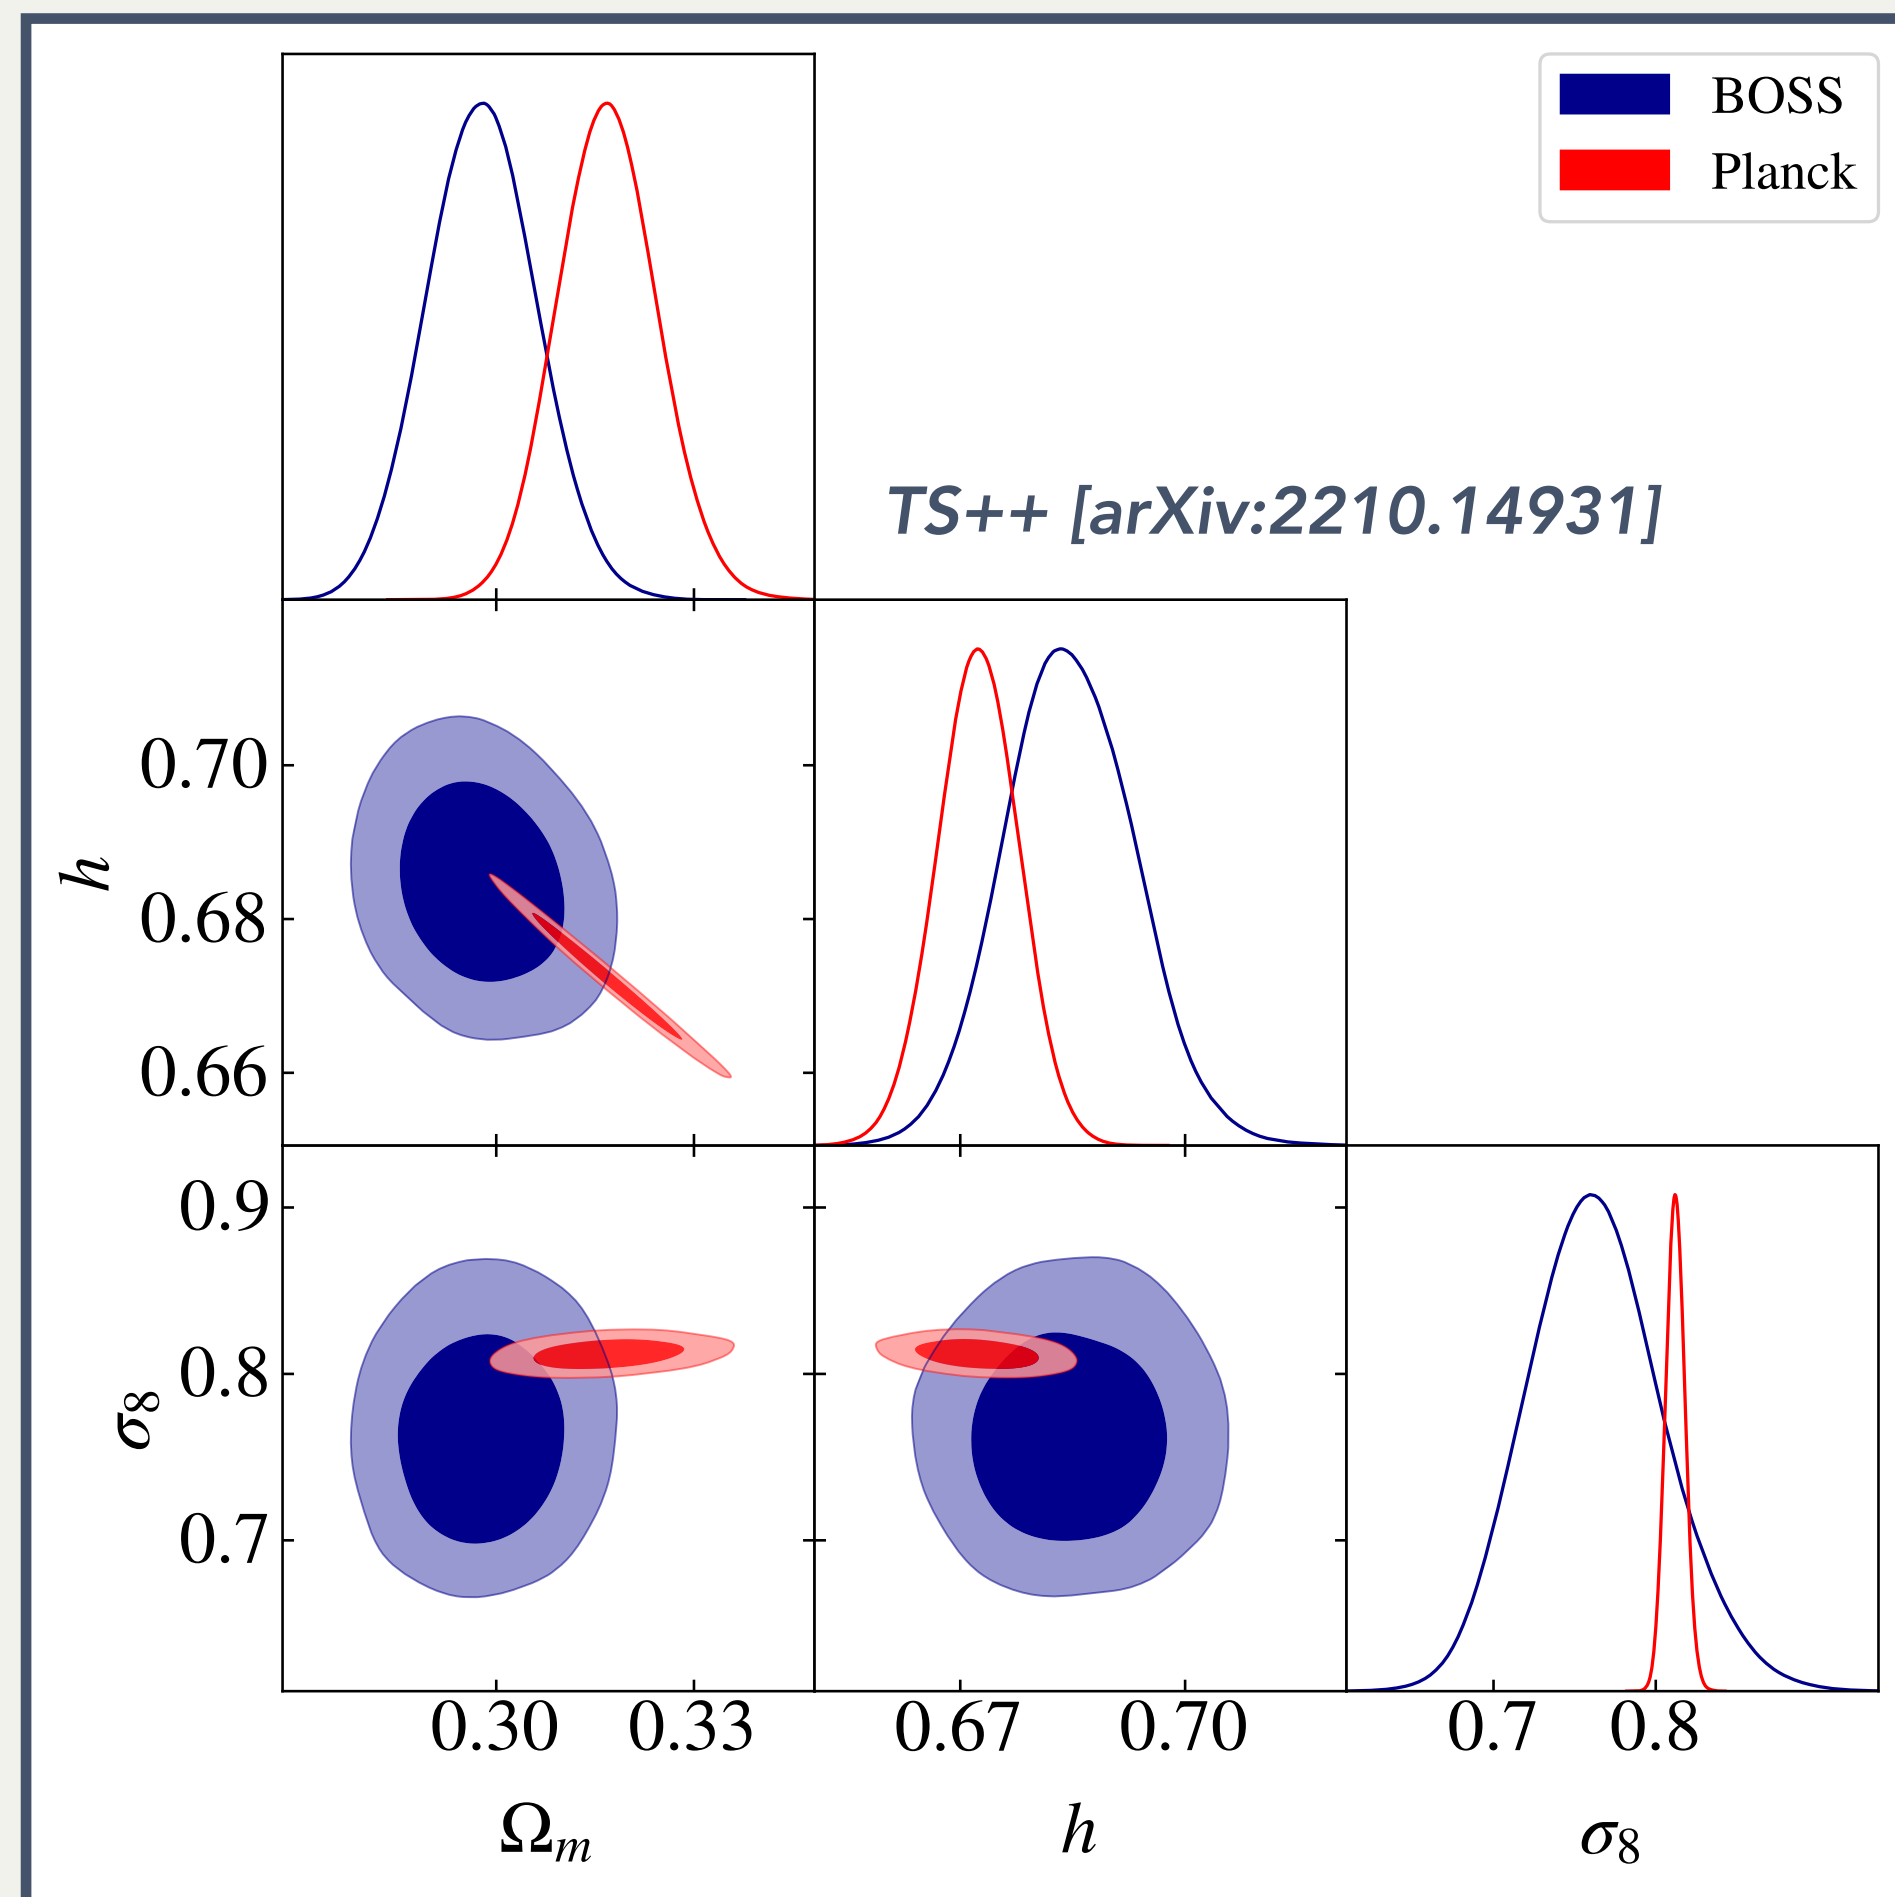 BOSS
Planck
TS++ [arXiv:2210.14931]
0.70
0.68
0.66
h
0.9
0.8
0.7
σ8
0.30 0.33 0.67 0.70 0.7 0.8
Ωm h σ8